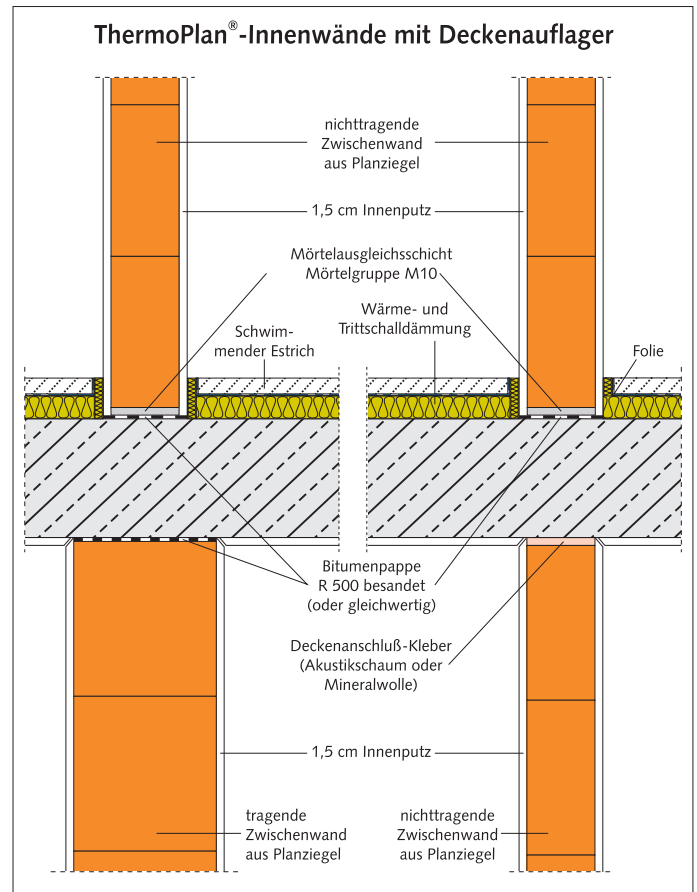 ThermoPlan®-Innenwände mit Deckenauflager
nichttragende
Zwischenwand
aus Planziegel
1,5 cm Innenputz
Mörtelausgleichsschicht
Mörtelgruppe M10
Wärme- und
Trittschalldämmung
Schwim-
mender Estrich
Folie
Bitumenpappe
R 500 besandet
(oder gleichwertig)
Deckenanschluß-Kleber
(Akustikschaum oder
Mineralwolle)
1,5 cm Innenputz
tragende
Zwischenwand
aus Planziegel
nichttragende
Zwischenwand
aus Planziegel